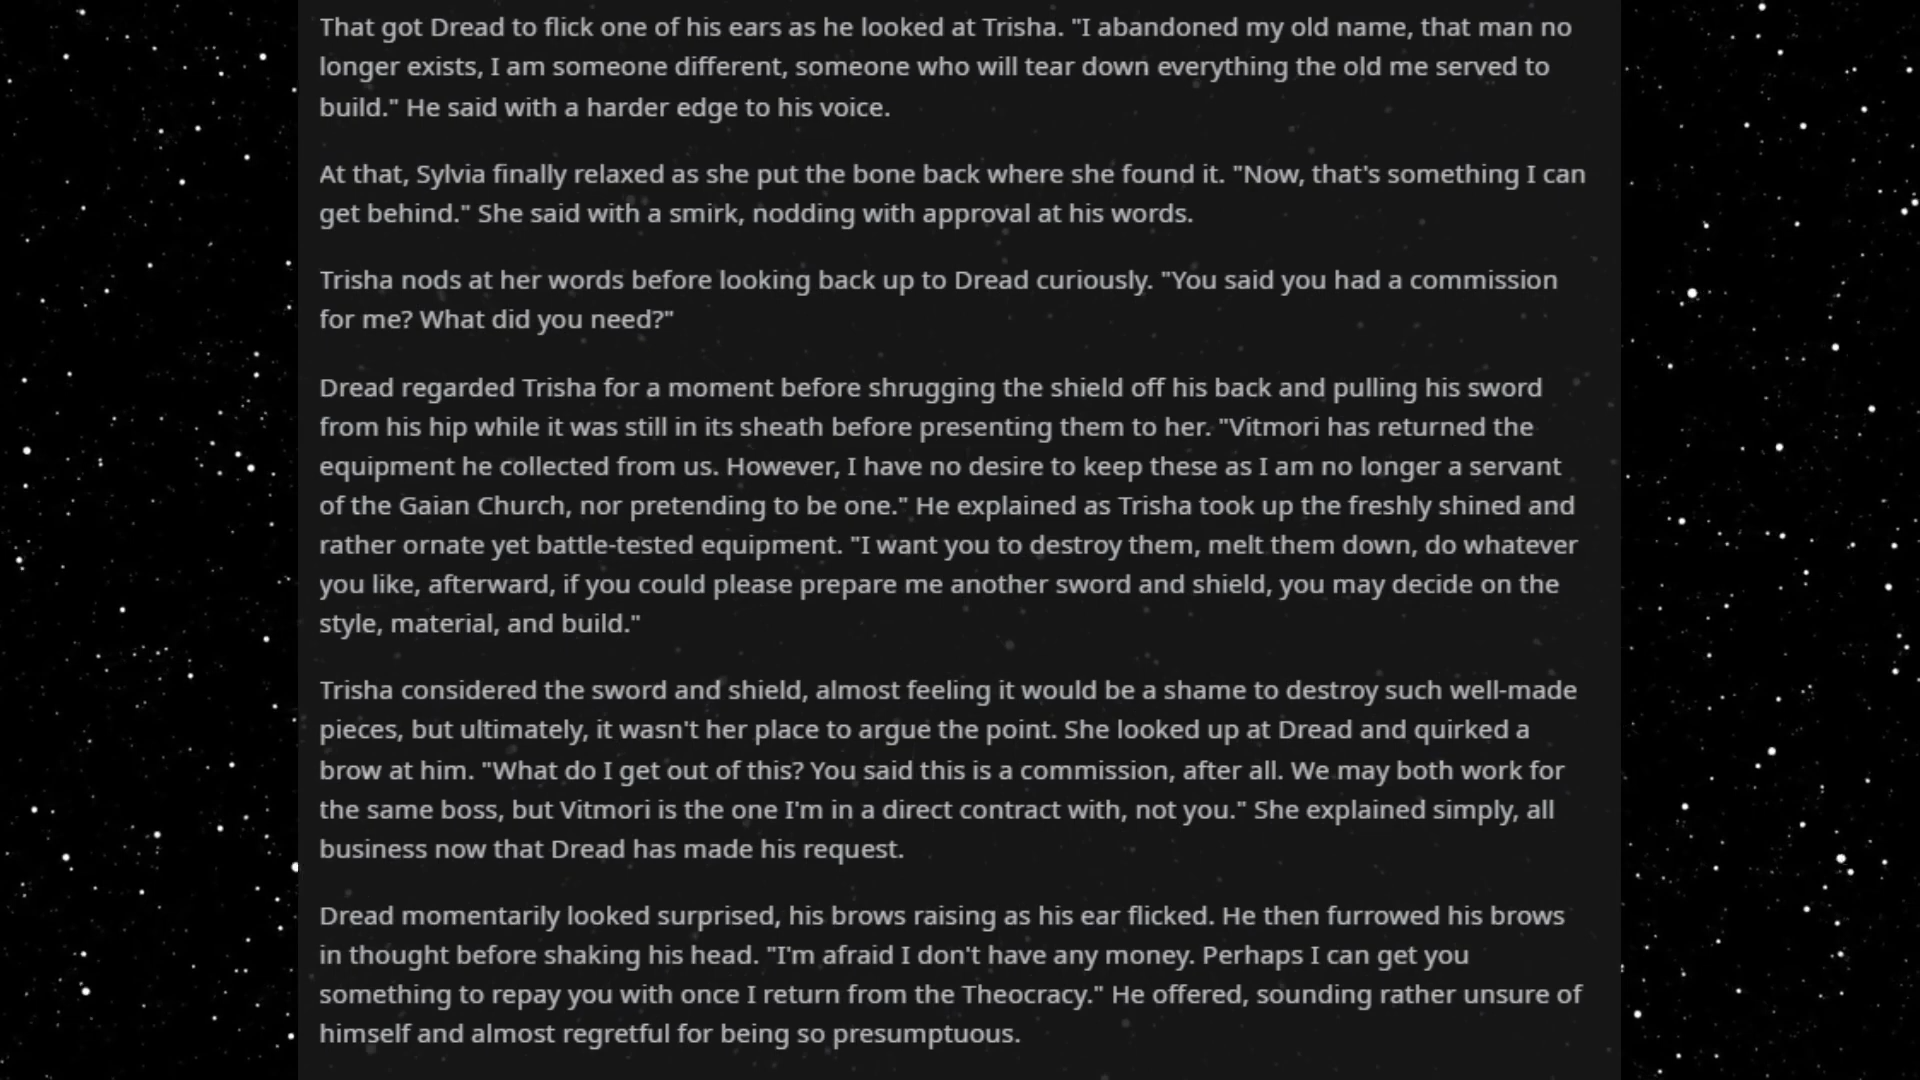 That got Dread to flick one of his ears as he looked at Trisha. "I abandoned my old name, that man no
longer exists, I am someone different, someone who will tear down everything the old me served to
build." He said with a harder edge to his voice.
At that, Sylvia finally relaxed as she put the bone back where she found it. "Now, that's something I can
get behind." She said with a smirk, nodding with approval at his words.
Trisha nods at her words before looking back up to Dread curiously. "You said you had a commission
for me? What did you need?"
Dread regarded Trisha for a moment before shrugging the shield off his back and pulling his sword
from his hip while it was still in its sheath before presenting them to her. "Vitmori has returned the
equipment he collected from us. However, I have no desire to keep these as I am no longer a servant
of the Gaian Church, nor pretending to be one." He explained as Trisha took up the freshly shined and
rather ornate yet battle-tested equipment. "I want you to destroy them, melt them down, do whatever
you like, afterward, if you could please prepare me another sword and shield, you may decide on the
style, material, and build."
Trisha considered the sword and shield, almost feeling it would be a shame to destroy such well-made
pieces, but ultimately, it wasn't her place to argue the point. She looked up at Dread and quirked a
brow at him. "What do I get out of this? You said this is a commission, after all. We may both work for
the same boss, but Vitmori is the one I'm in a direct contract with, not you." She explained simply, all
business now that Dread has made his request.
Dread momentarily looked surprised, his brows raising as his ear flicked. He then furrowed his brows
in thought before shaking his head. "I'm afraid I don't have any money. Perhaps I can get you
something to repay you with once I return from the Theocracy." He offered, sounding rather unsure of
himself and almost regretful for being so presumptuous.